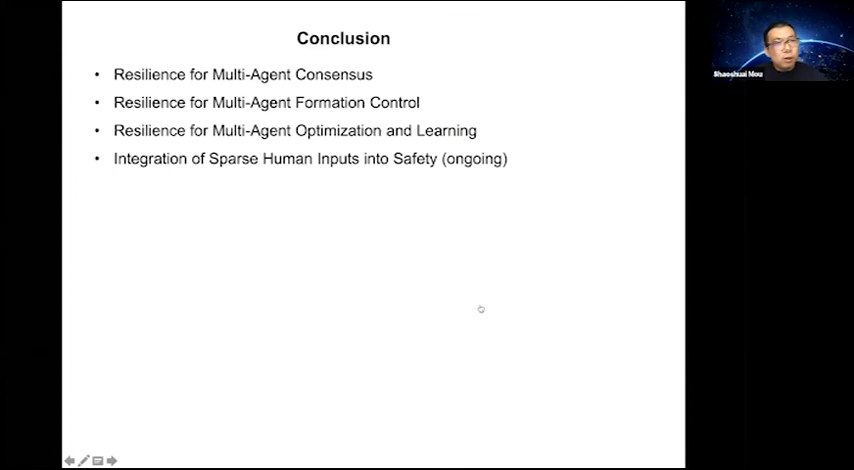 Conclusion
• Resilience for Multi-Agent Consensus
• Resilience for Multi-Agent Formation Control
• Resilience for Multi-Agent Optimization and Learning
• Integration of Sparse Human Inputs into Safety (ongoing)
Shaoshuai Mou